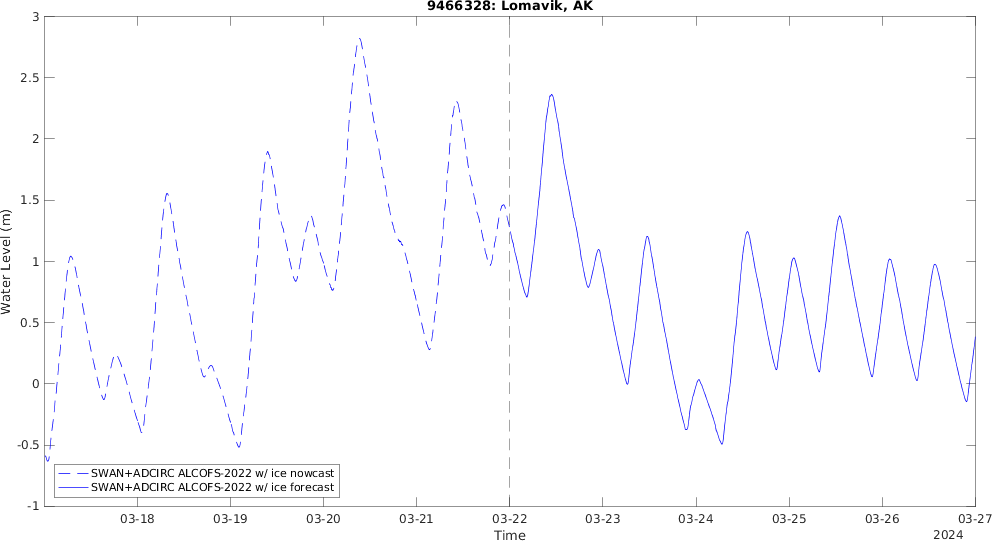 9466328: Lomavik, AK
3
2.5
2
1.5
1
0.5
0
-0.5
-1
Water Level (m)
SWAN+ADCIRC ALCOFS-2022 w/ ice nowcast
SWAN+ADCIRC ALCOFS-2022 w/ ice forecast
03-18 03-19 03-20 03-21 03-22 03-23 03-24 03-25 03-26 03-27
Time
2024